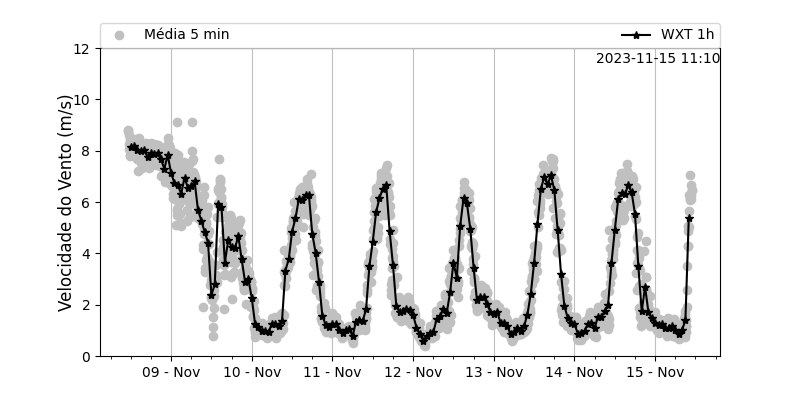 Média 5 min
WXT 1h
2023-11-15 11:10
Velocidade do Vento (m/s)
12
10
8
6
4
2
0
09 - Nov
10 - Nov
11 - Nov
12 - Nov
13 - Nov
14 - Nov
15 - Nov